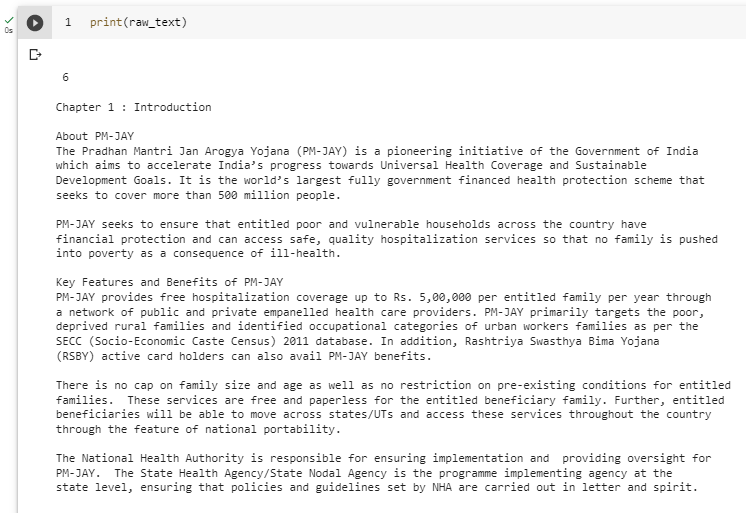 0s
1 print(raw_text)
6
Chapter 1 : Introduction
About PM-JAY
The Pradhan Mantri Jan Arogya Yojana (PM-JAY) is a pioneering initiative of the Government of India
which aims to accelerate India’s progress towards Universal Health Coverage and Sustainable
Development Goals. It is the world’s largest fully government financed health protection scheme that
seeks to cover more than 500 million people.
PM-JAY seeks to ensure that entitled poor and vulnerable households across the country have
financial protection and can access safe, quality hospitalization services so that no family is pushed
into poverty as a consequence of ill-health.
Key Features and Benefits of PM-JAY
PM-JAY provides free hospitalization coverage up to Rs. 5,00,000 per entitled family per year through
a network of public and private empanelled health care providers. PM-JAY primarily targets the poor,
deprived rural families and identified occupational categories of urban workers families as per the
SECC (Socio-Economic Caste Census) 2011 database. In addition, Rashtriya Swasthya Bima Yojana
(RSBY) active card holders can also avail PM-JAY benefits.
There is no cap on family size and age as well as no restriction on pre-existing conditions for entitled
families.  These services are free and paperless for the entitled beneficiary family. Further, entitled
beneficiaries will be able to move across states/UTs and access these services throughout the country
through the feature of national portability.
The National Health Authority is responsible for ensuring implementation and  providing oversight for
PM-JAY.  The State Health Agency/State Nodal Agency is the programme implementing agency at the
state level, ensuring that policies and guidelines set by NHA are carried out in letter and spirit.